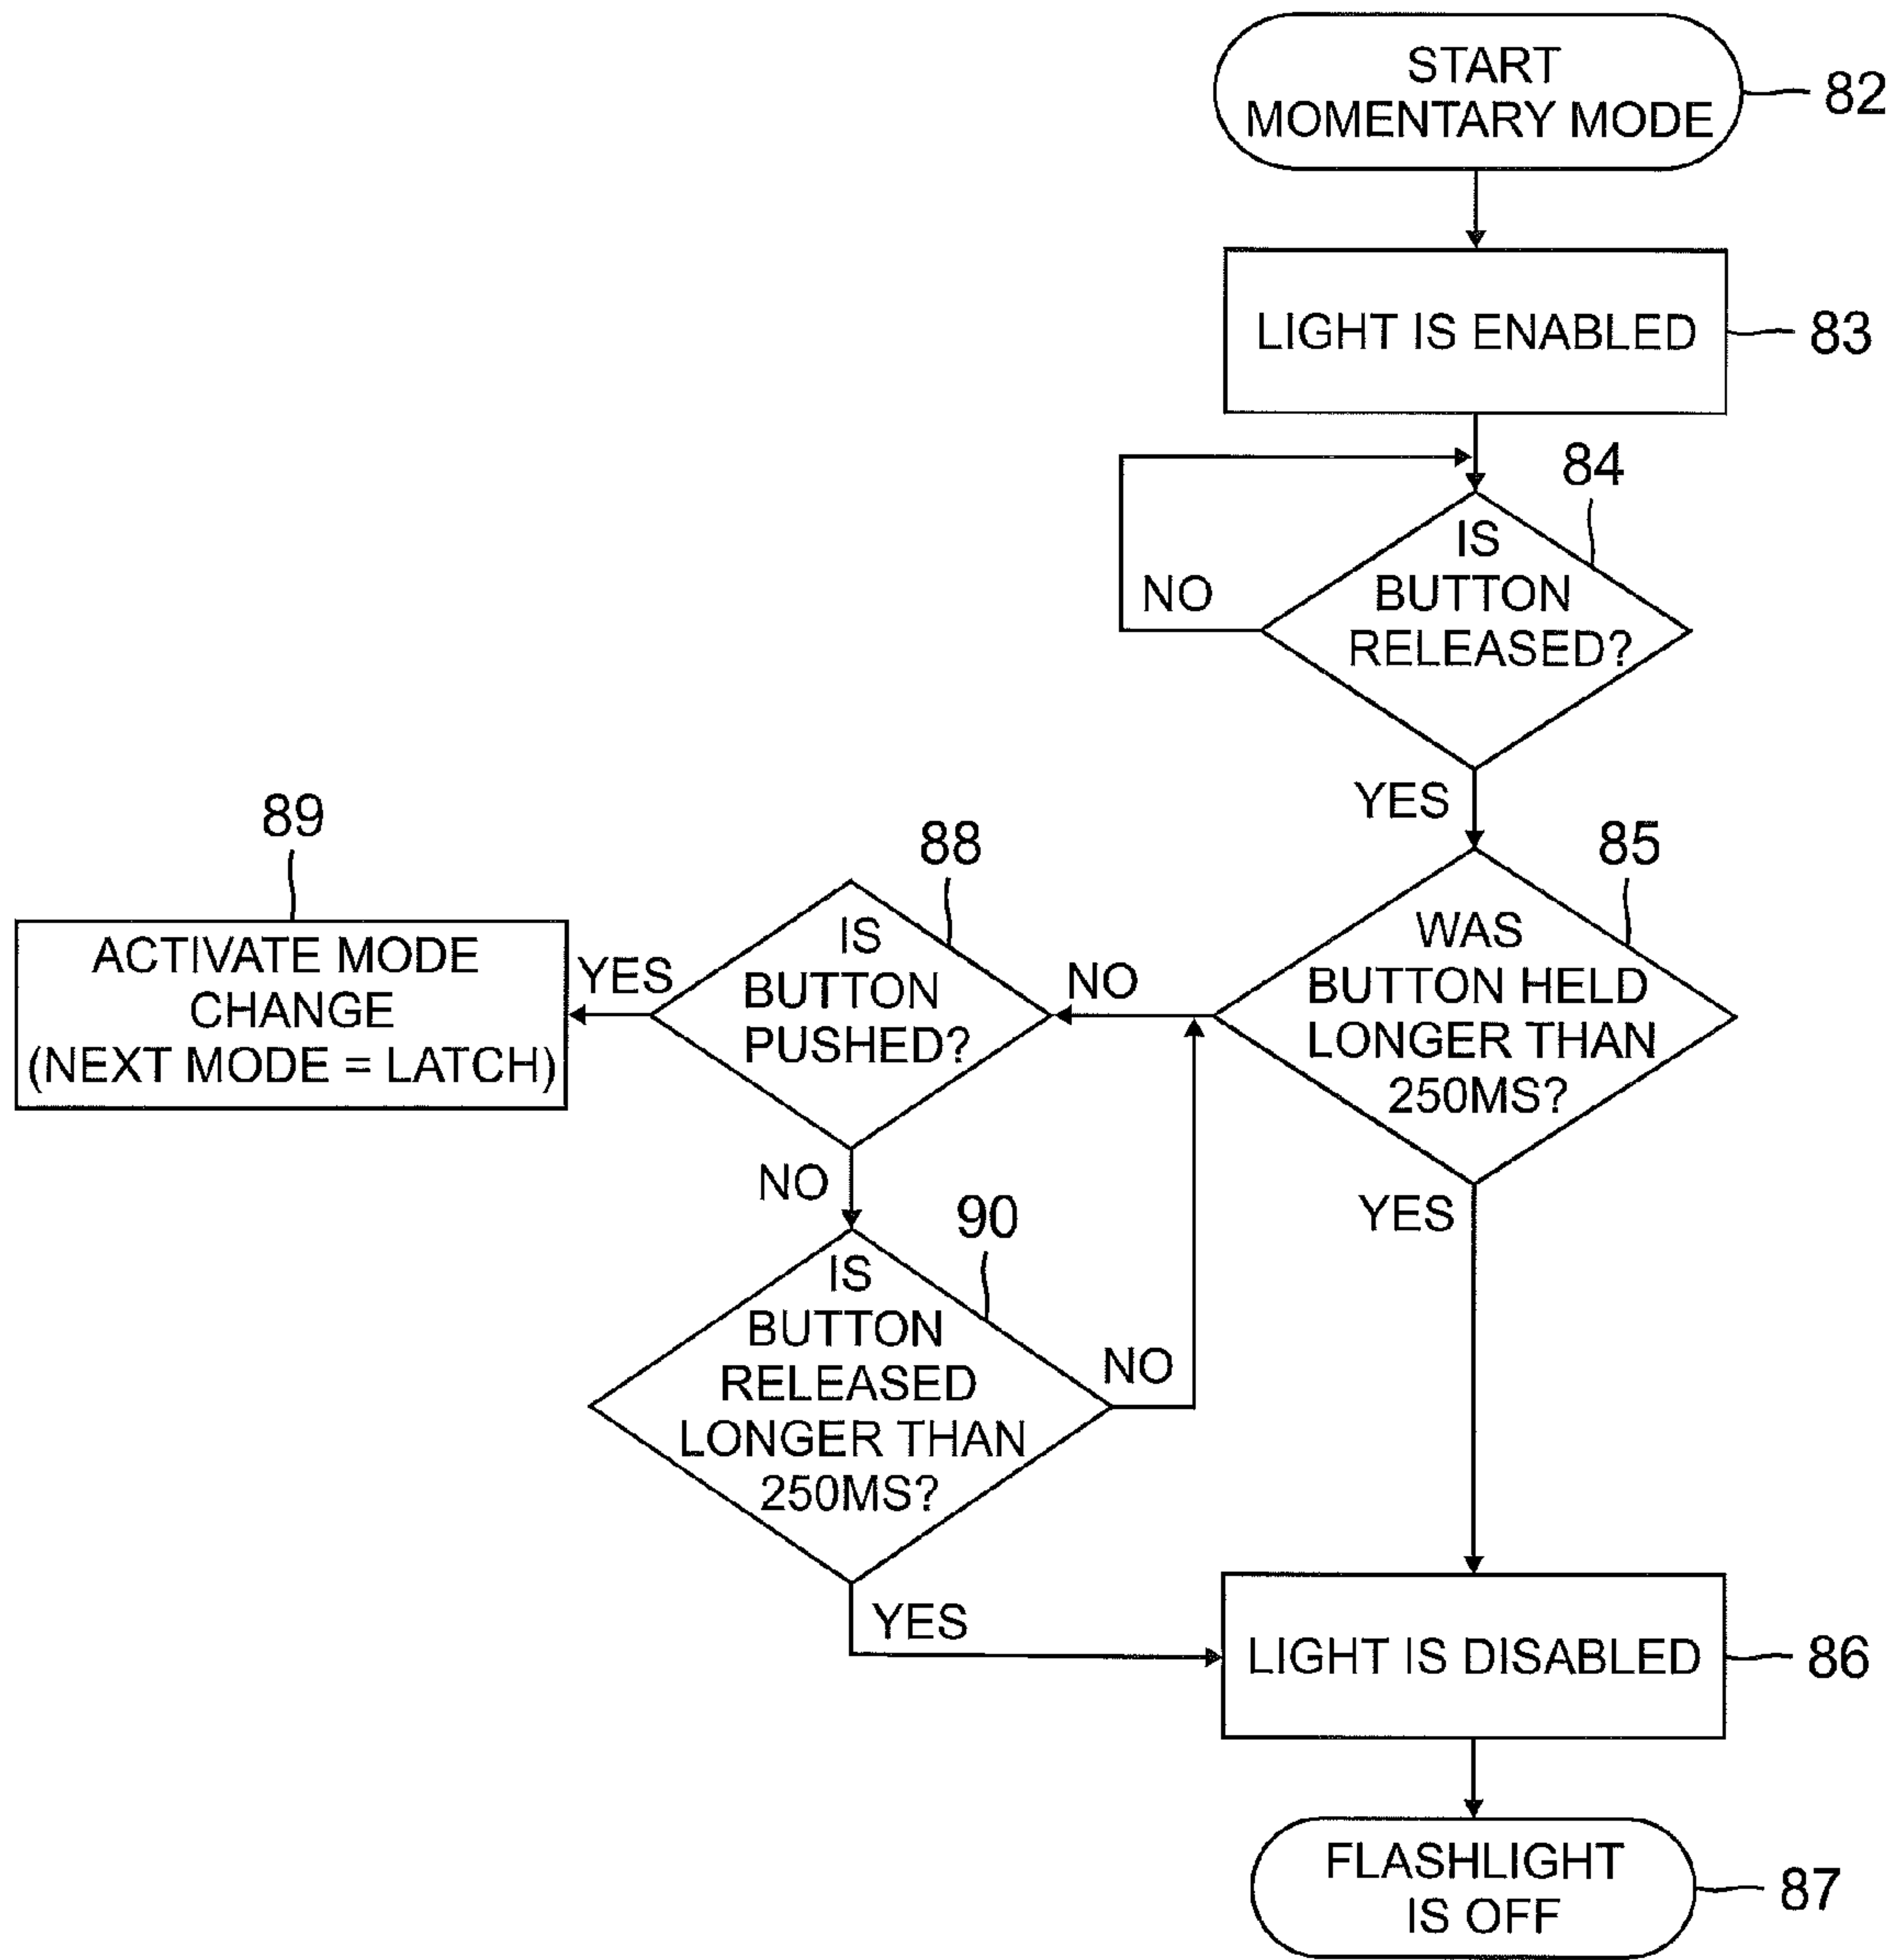 START
MOMENTARY MODE
82
LIGHT IS ENABLED
83
84
IS
BUTTON
RELEASED?
NO
YES
85
WAS
BUTTON HELD
LONGER THAN
250MS?
NO
YES
88
IS
BUTTON
PUSHED?
YES
NO
89
ACTIVATE MODE
CHANGE
(NEXT MODE = LATCH)
90
IS
BUTTON
RELEASED
LONGER THAN
250MS?
NO
YES
LIGHT IS DISABLED
86
FLASHLIGHT
IS OFF
87